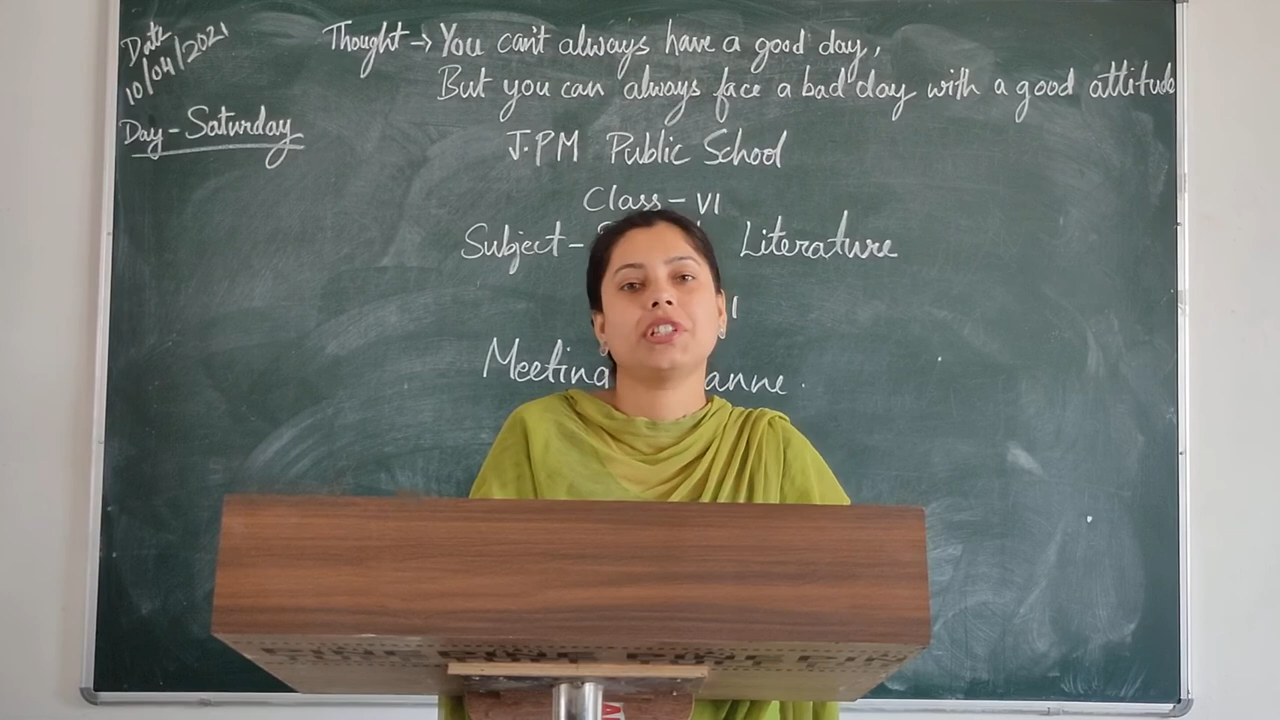 Date
10/04/2021
Day - Saturday
Thought → You can't always have a good day,
But you can always face a bad day with a good attitude
J.PM Public School
Class - VI
Subject - Literature
Meeting anne.